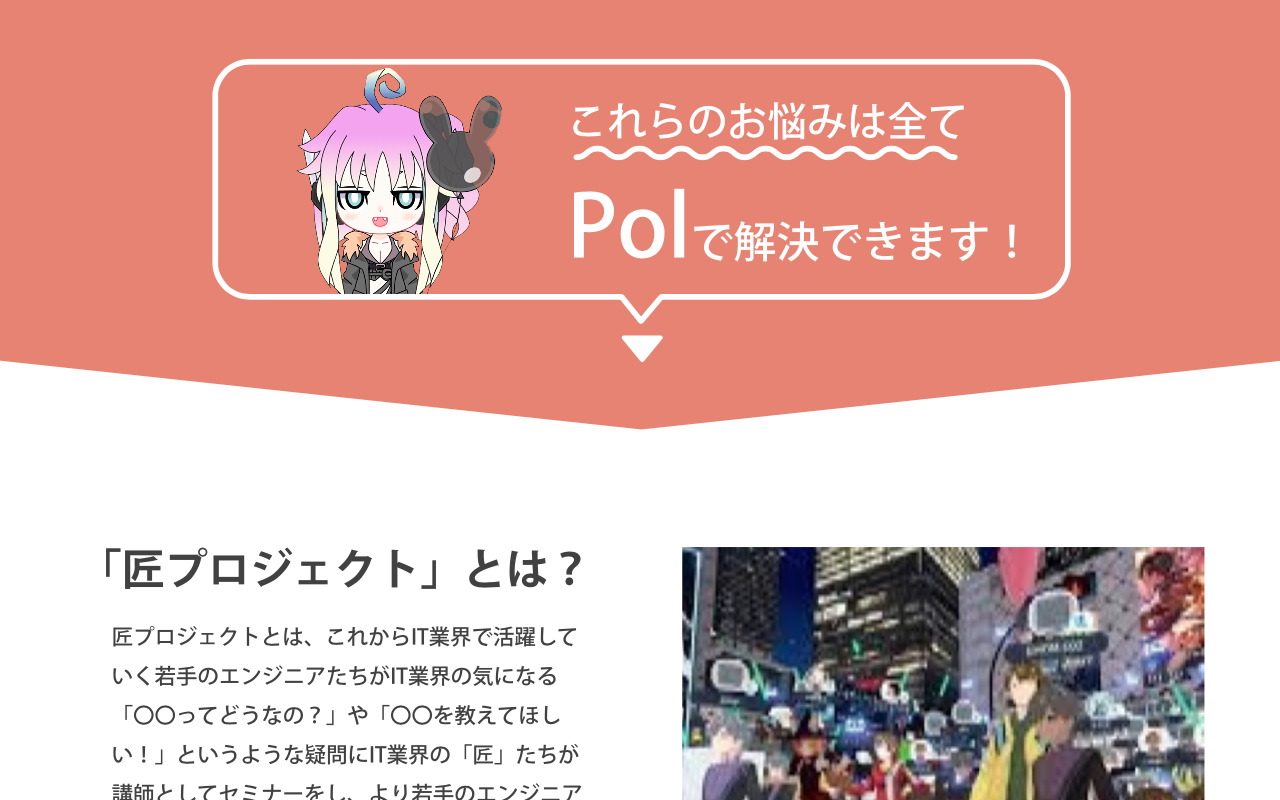 これらのお悩みは全て
Polで解決できます！
「匠プロジェクト」とは？
匠プロジェクトとは、これからIT業界で活躍して
いく若手のエンジニアたちがIT業界の気になる
「〇〇ってどうなの？」や「〇〇を教えてほし
い！」というような疑問にIT業界の「匠」たちが
講師としてセミナーをし、より若手のエンジニア